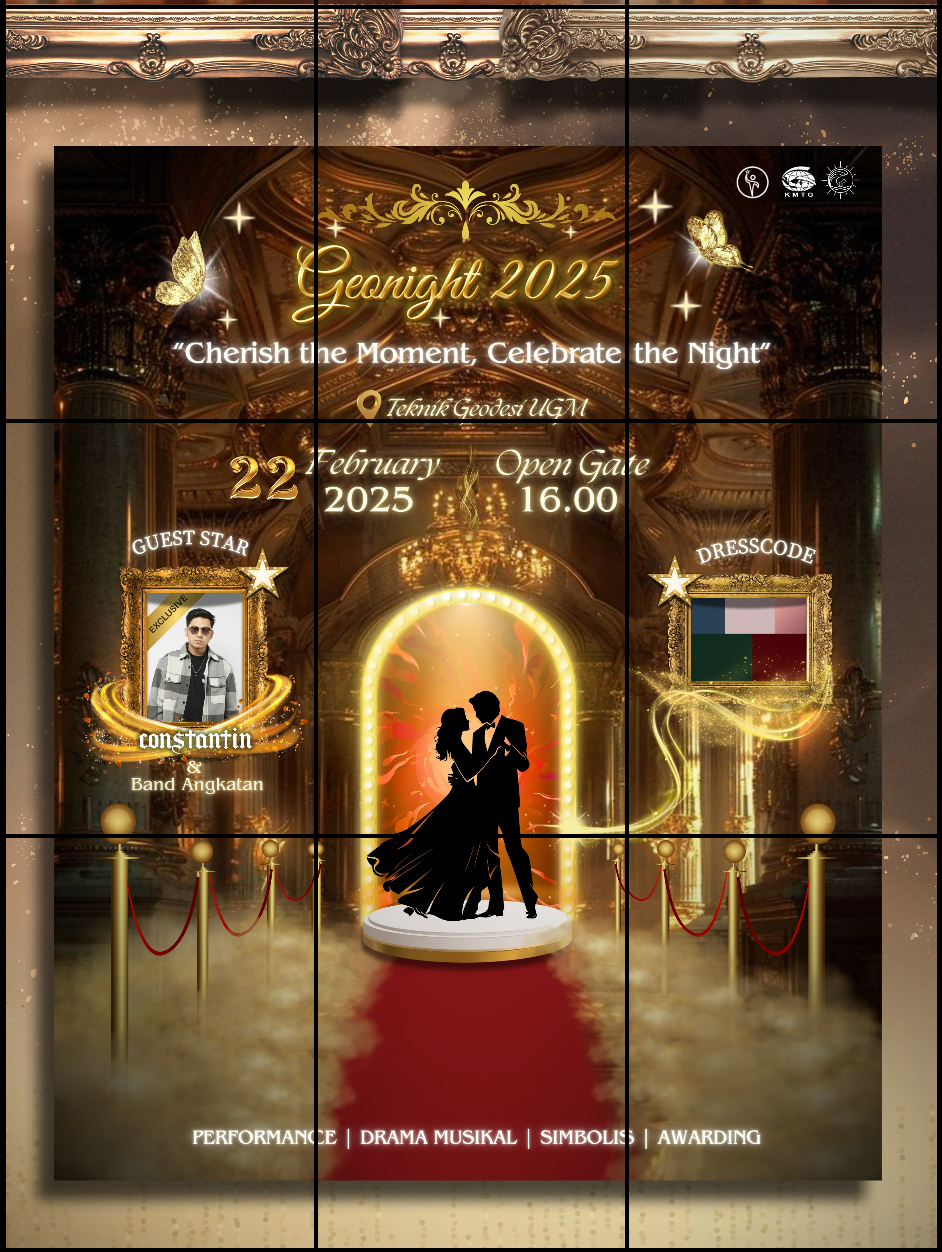 KMTG
Geonight 2025
“Cherish the Moment, Celebrate the Night”
Teknik Geodesi UGM
22 February 2025
Open Gate 16.00
GUEST STAR
EXCLUSIVE
constantin
&
Band Angkatan
DRESSCODE
PERFORMANCE | DRAMA MUSIKAL | SIMBOLIS | AWARDING